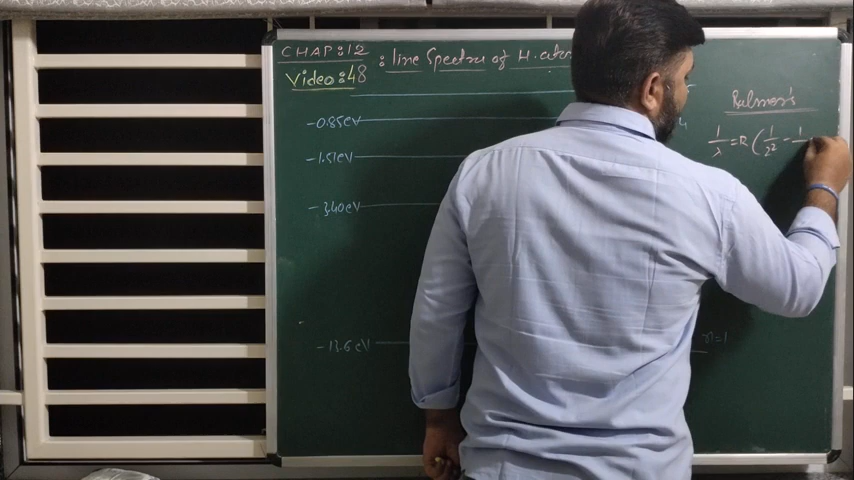 CHAP:12
: line Spectra of H-atom
Video:48
-0.85eV
-1.51eV
-3.40eV
-13.6eV
n=1
4
Balmer's
1/λ = R (1/2² - 1